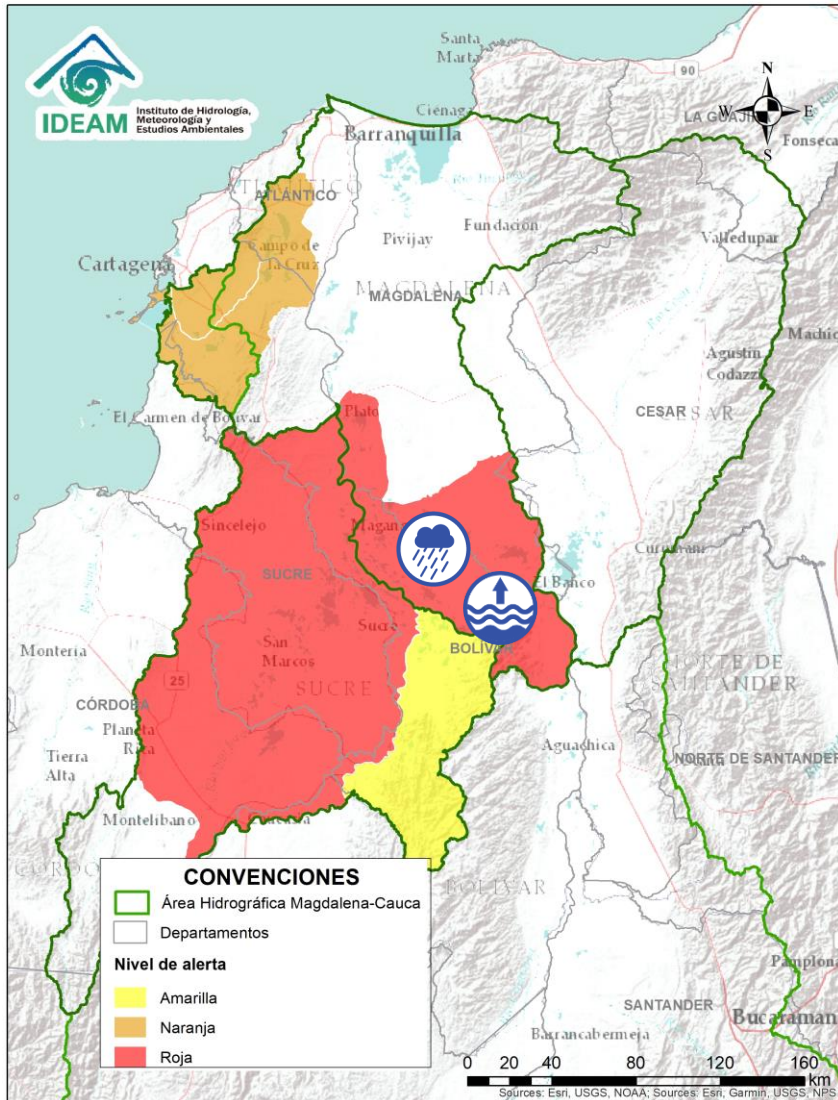 IDEAM
Instituto de Hidrología,
Meteorología y
Estudios Ambientales
Santa
Marta
90
N
W
E
S
Ciénaga
LA GUAJIRA
Barranquilla
Fonseca
ATLÁNTICO
Pivijay
Fundación
Valledupar
Campo de
la Cruz
Cartagena
MAGDALENA
MAGDALENA
Agustín
Codazzi
El Carmen de Bolívar
Plato
CESAR
CESAR
Sincelejo
Curumaní
SUCRE
El Banco
Sucre
Montería
San
Marcos
BOLÍVAR
25
SUCRE
NORTE DE
SANTANDER
CÓRDOBA
Planeta
Rica
Aguachica
Tierra
Alta
NORTE DE SANTANDER
Montelíbano
BOLÍVAR
CONVENCIONES
Área Hidrográfica Magdalena-Cauca
Departamentos
Nivel de alerta
Amarilla
Naranja
Roja
Pamplona
SANTANDER
Bucaraman
Barrancabermeja
0 20 40 80 120 160
km
Sources: Esri, USGS, NOAA; Sources: Esri, Garmin, USGS, NPS